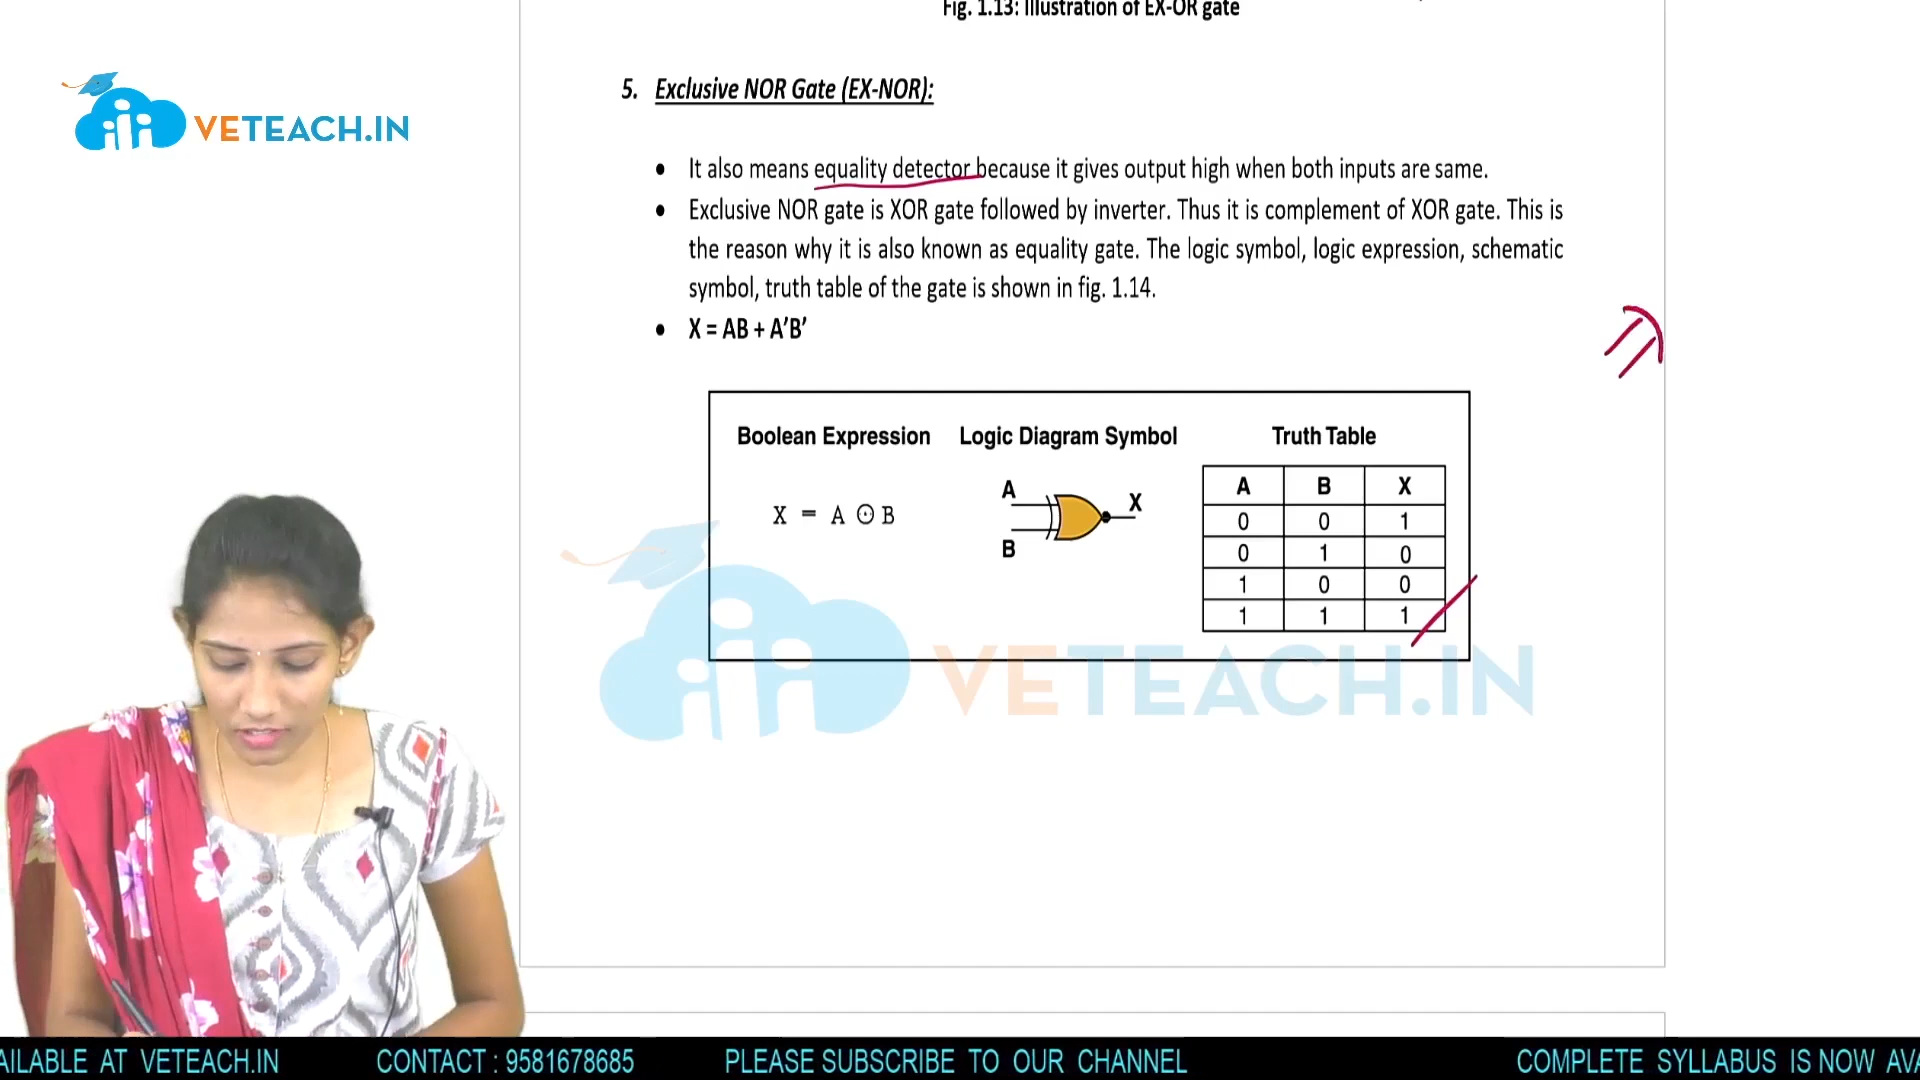 Fig. 1.13: Illustration of EX-OR gate
VETEACH.IN
5. Exclusive NOR Gate (EX-NOR):
• It also means equality detector because it gives output high when both inputs are same.
• Exclusive NOR gate is XOR gate followed by inverter. Thus it is complement of XOR gate. This is
the reason why it is also known as equality gate. The logic symbol, logic expression, schematic
symbol, truth table of the gate is shown in fig. 1.14.
• X = AB + A’B’
Boolean Expression Logic Diagram Symbol Truth Table
X = A ⊙ B
A
B
X
A B X
0 0 1
0 1 0
1 0 0
1 1 1
VETEACH.IN
AILABLE AT VETEACH.IN CONTACT : 9581678685 PLEASE SUBSCRIBE TO OUR CHANNEL COMPLETE SYLLABUS IS NOW AVA